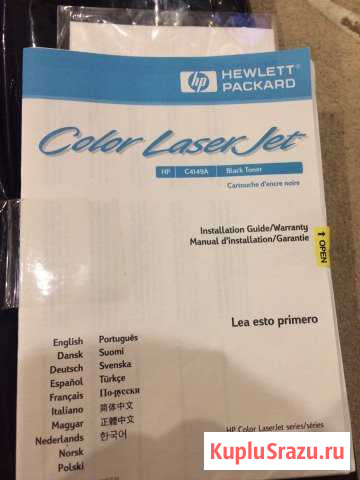 hp HEWLETT®
PACKARD
Color LaserJet
HP C4149A Black Toner
Cartouche d'encre noire
Installation Guide/Warranty
Manual d'installation/Garantie
↑ OPEN
Lea esto primero
English
Dansk
Deutsch
Español
Français
Italiano
Magyar
Nederlands
Norsk
Polski
Português
Suomi
Svenska
Türkçe
По-русски
简体中文
正體中文
한국어
HP Color LaserJet series/séries
KupluSrazu.ru